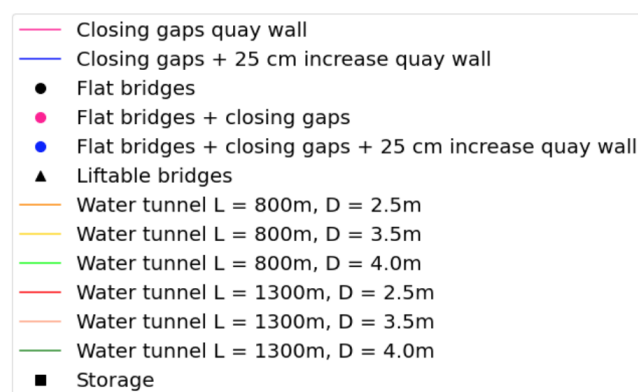 Closing gaps quay wall
Closing gaps + 25 cm increase quay wall
Flat bridges
Flat bridges + closing gaps
Flat bridges + closing gaps + 25 cm increase quay wall
Liftable bridges
Water tunnel L = 800m, D = 2.5m
Water tunnel L = 800m, D = 3.5m
Water tunnel L = 800m, D = 4.0m
Water tunnel L = 1300m, D = 2.5m
Water tunnel L = 1300m, D = 3.5m
Water tunnel L = 1300m, D = 4.0m
Storage